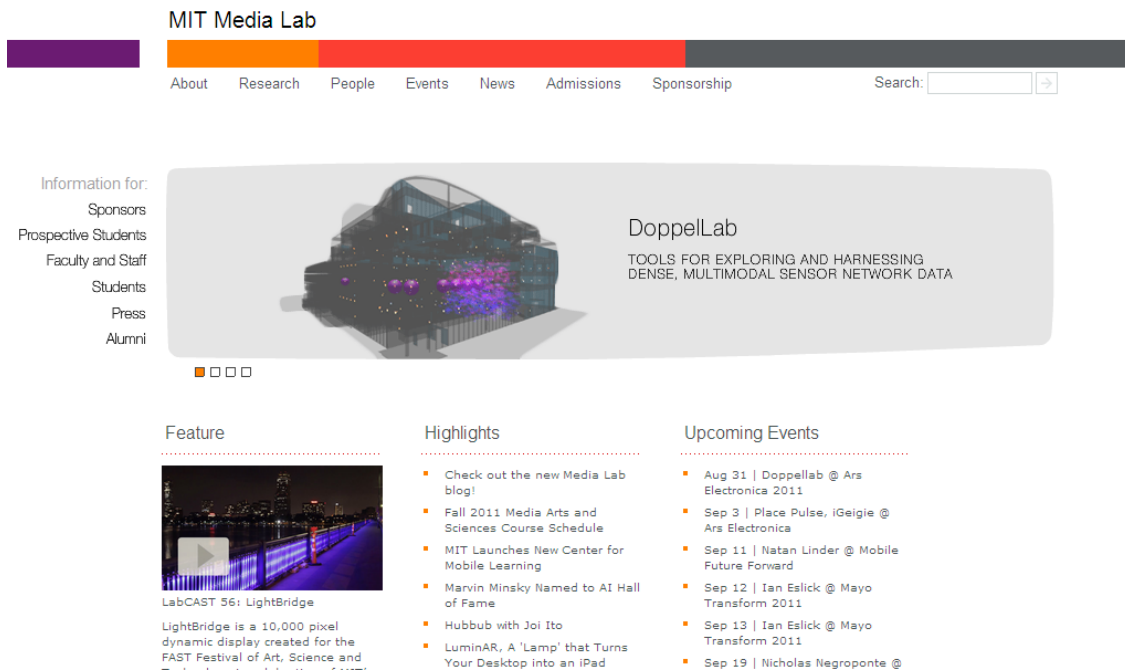 MIT Media Lab
About Research People Events News Admissions Sponsorship Search:
Information for:
Sponsors
Prospective Students
Faculty and Staff
Students
Press
Alumni
DoppelLab
TOOLS FOR EXPLORING AND HARNESSING
DENSE, MULTIMODAL SENSOR NETWORK DATA
Feature
LabCAST 56: LightBridge
LightBridge is a 10,000 pixel
dynamic display created for the
FAST Festival of Art, Science and
Highlights
Check out the new Media Lab
blog!
Fall 2011 Media Arts and
Sciences Course Schedule
MIT Launches New Center for
Mobile Learning
Marvin Minsky Named to AI Hall
of Fame
Hubbub with Joi Ito
LuminAR, A 'Lamp' that Turns
Your Desktop into an iPad
Upcoming Events
Aug 31 | Doppellab @ Ars
Electronica 2011
Sep 3 | Place Pulse, iGeigie @
Ars Electronica
Sep 11 | Natan Linder @ Mobile
Future Forward
Sep 12 | Ian Eslick @ Mayo
Transform 2011
Sep 13 | Ian Eslick @ Mayo
Transform 2011
Sep 19 | Nicholas Negroponte @